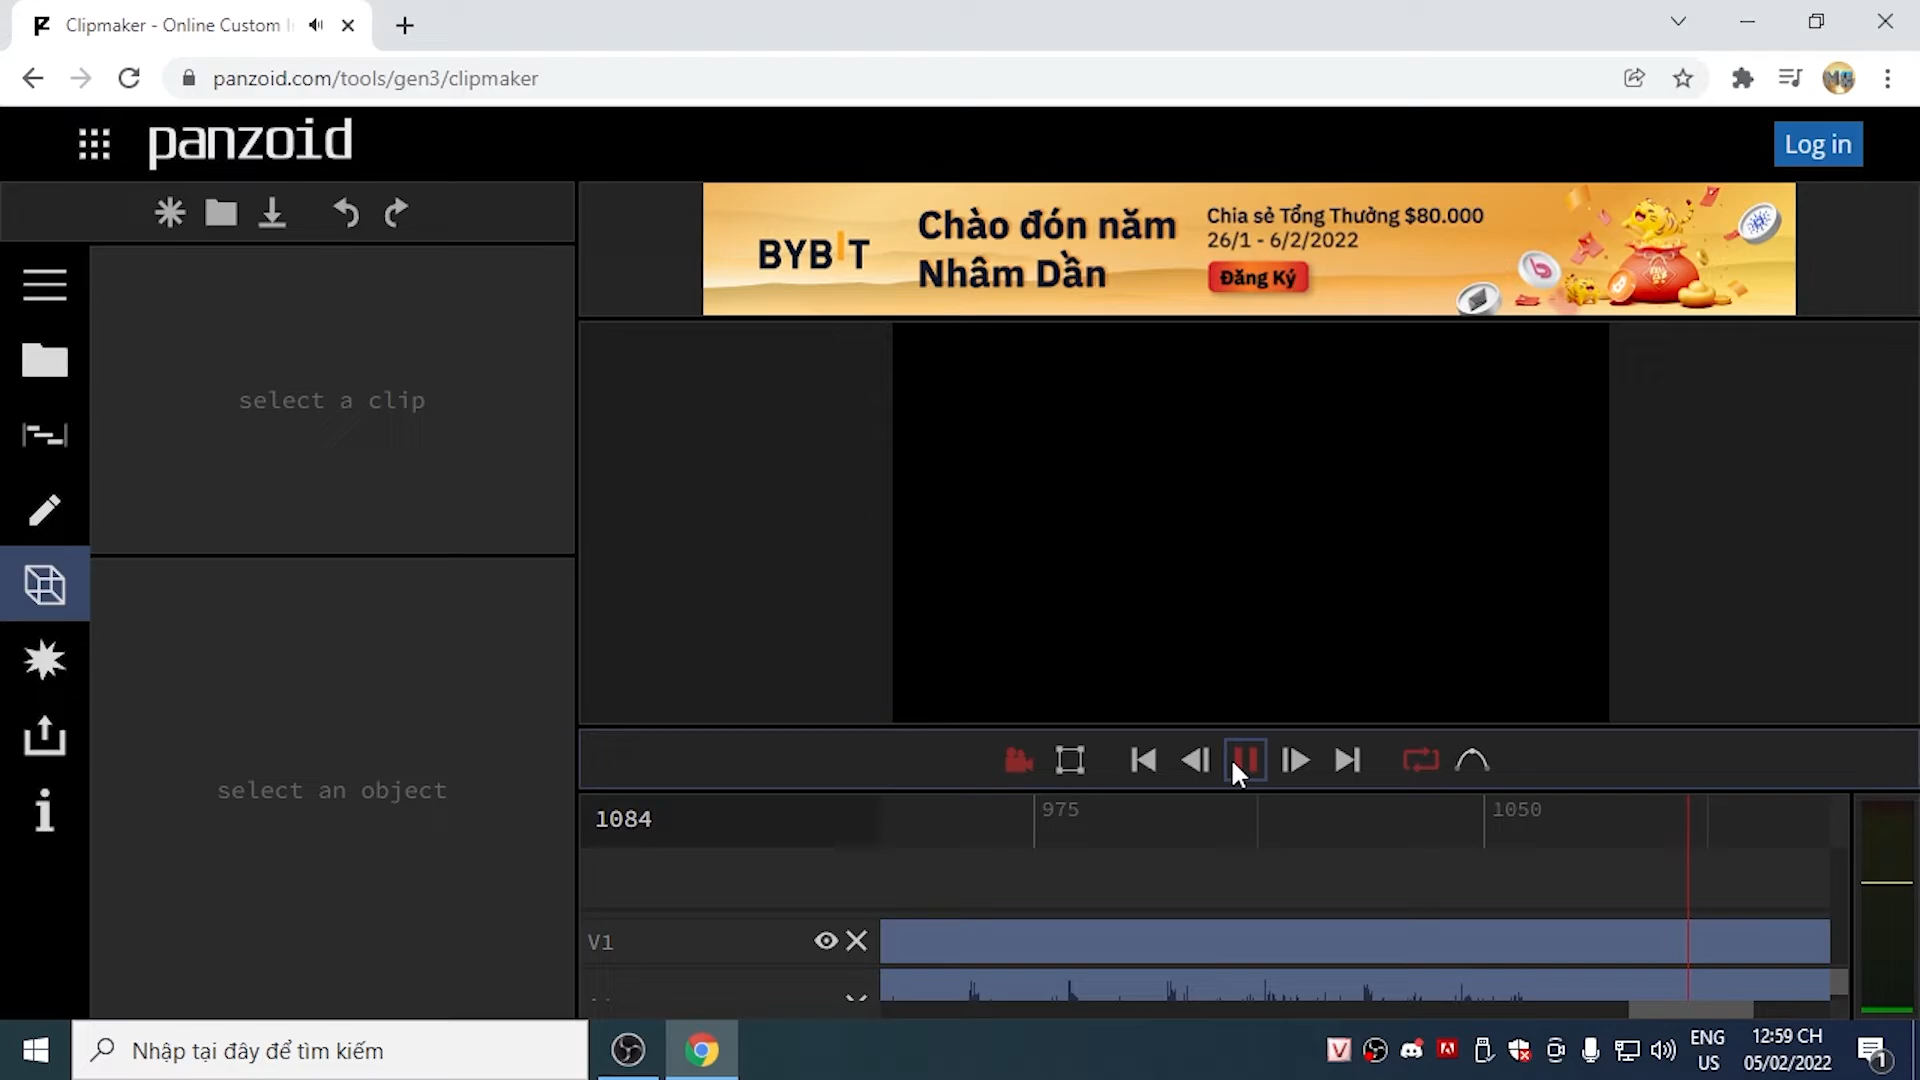 Clipmaker - Online Custom I
panzoid.com/tools/gen3/clipmaker
MG
panzoid
Log in
BYBIT
Chào đón năm
Nhâm Dần
Chia sẻ Tổng Thưởng $80.000
26/1 - 6/2/2022
Đăng Ký
select a clip
select an object
1084
975
1050
V1
Nhập tại đây để tìm kiếm
ENG
US
12:59 CH
05/02/2022
1